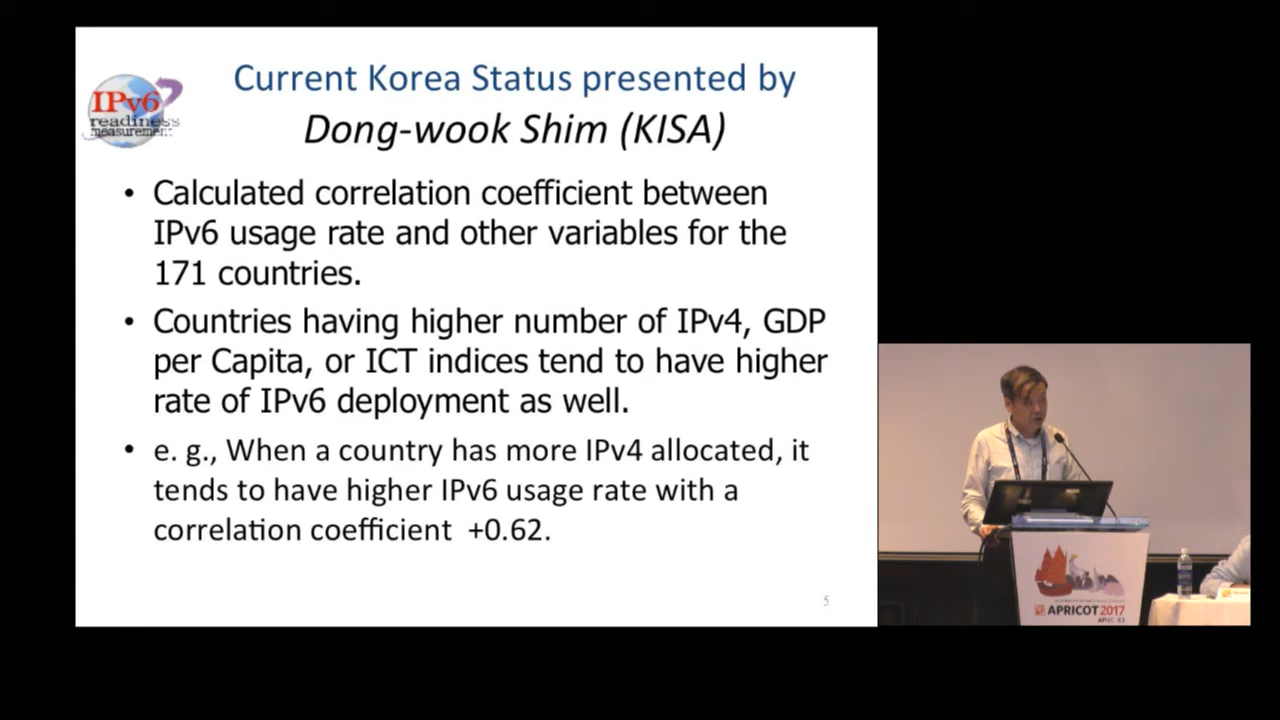 Current Korea Status presented by
Dong-wook Shim (KISA)
IPv6
readiness
measurement
• Calculated correlation coefficient between
IPv6 usage rate and other variables for the
171 countries.
• Countries having higher number of IPv4, GDP
per Capita, or ICT indices tend to have higher
rate of IPv6 deployment as well.
• e. g., When a country has more IPv4 allocated, it
tends to have higher IPv6 usage rate with a
correlation coefficient +0.62.
5
APRICOT 2017